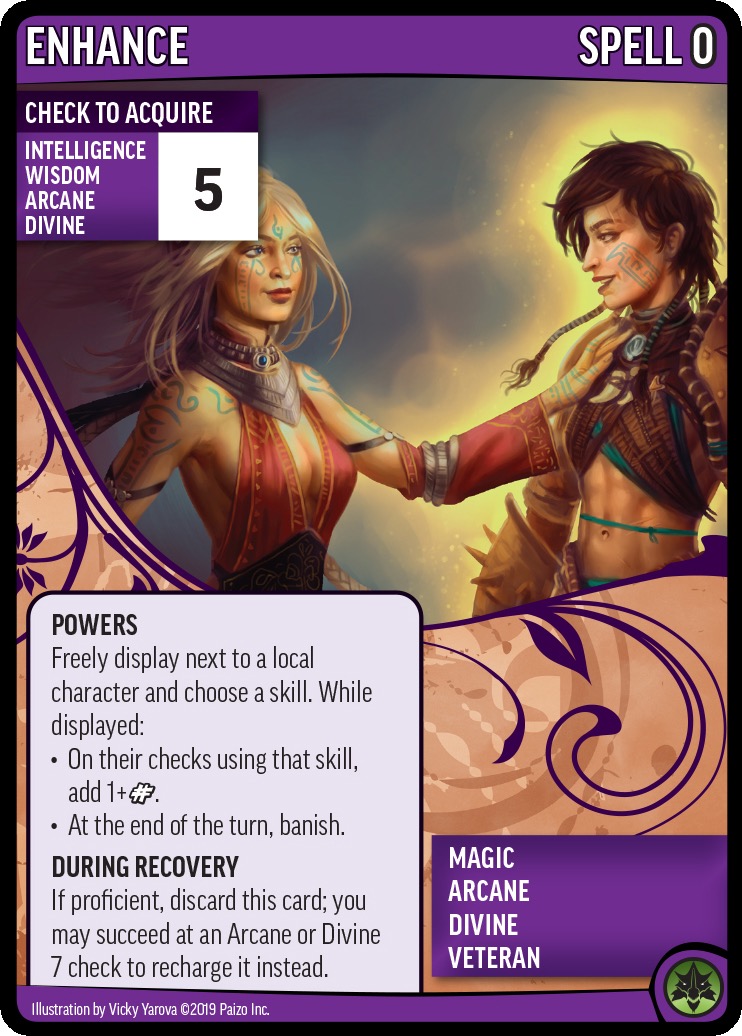 ENHANCE
SPELL 0
CHECK TO ACQUIRE
INTELLIGENCE
WISDOM
ARCANE
DIVINE
5
POWERS
Freely display next to a local
character and choose a skill. While
displayed:
• On their checks using that skill,
add 1+#.
• At the end of the turn, banish.
DURING RECOVERY
If proficient, discard this card; you
may succeed at an Arcane or Divine
7 check to recharge it instead.
MAGIC
ARCANE
DIVINE
VETERAN
Illustration by Vicky Yarova ©2019 Paizo Inc.